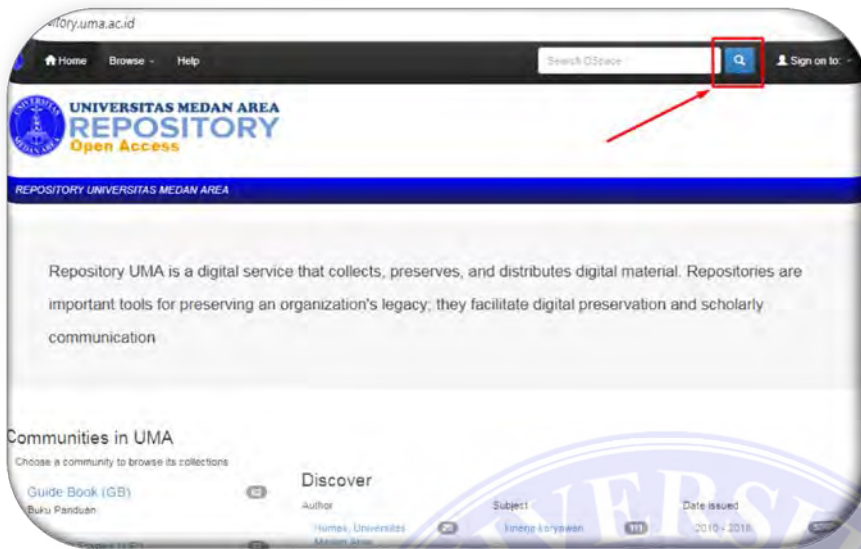 ory.uma.ac.id
Home Browse Help Search DSpace Sign on to:
UNIVERSITAS MEDAN AREA
REPOSITORY
Open Access
REPOSITORY UNIVERSITAS MEDAN AREA
Repository UMA is a digital service that collects, preserves, and distributes digital material. Repositories are
important tools for preserving an organization's legacy; they facilitate digital preservation and scholarly
communication
Communities in UMA
Choose a community to browse its collections
Guide Book (GB)
Buku Panduan
Discover
Author Subject Date issued
Humas, Universitas
Medan Area
kinerja karyawan
2010 - 2018